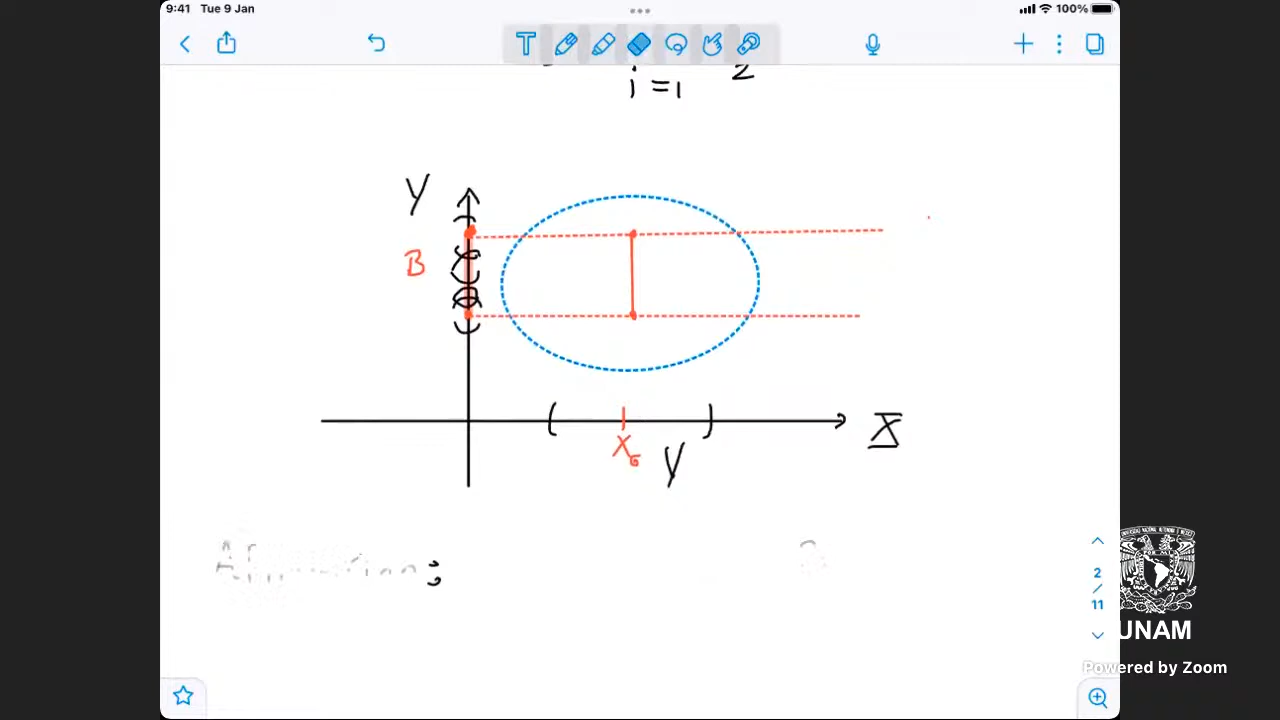 9:41 Tue 9 Jan 100%
i = 1 2
Y
B
X
x₀
V
2
/
11
UNAM
Powered by Zoom